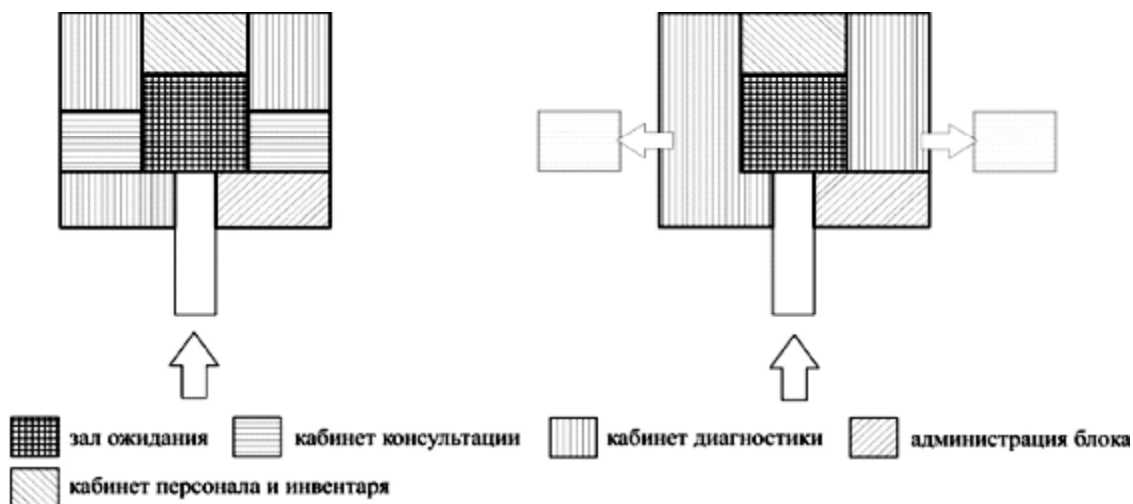 зал ожидания
кабинет консультации
кабинет диагностики
администрация блока
кабинет персонала и инвентаря